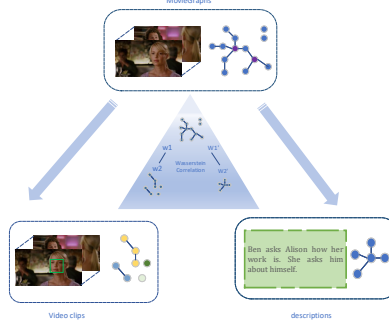 Moviegraphs
w1
w1'
Wasserstein
Correlation
w2
w2'
Ben asks Alison how her
work is. She asks him
about himself.
Video clips
descriptions